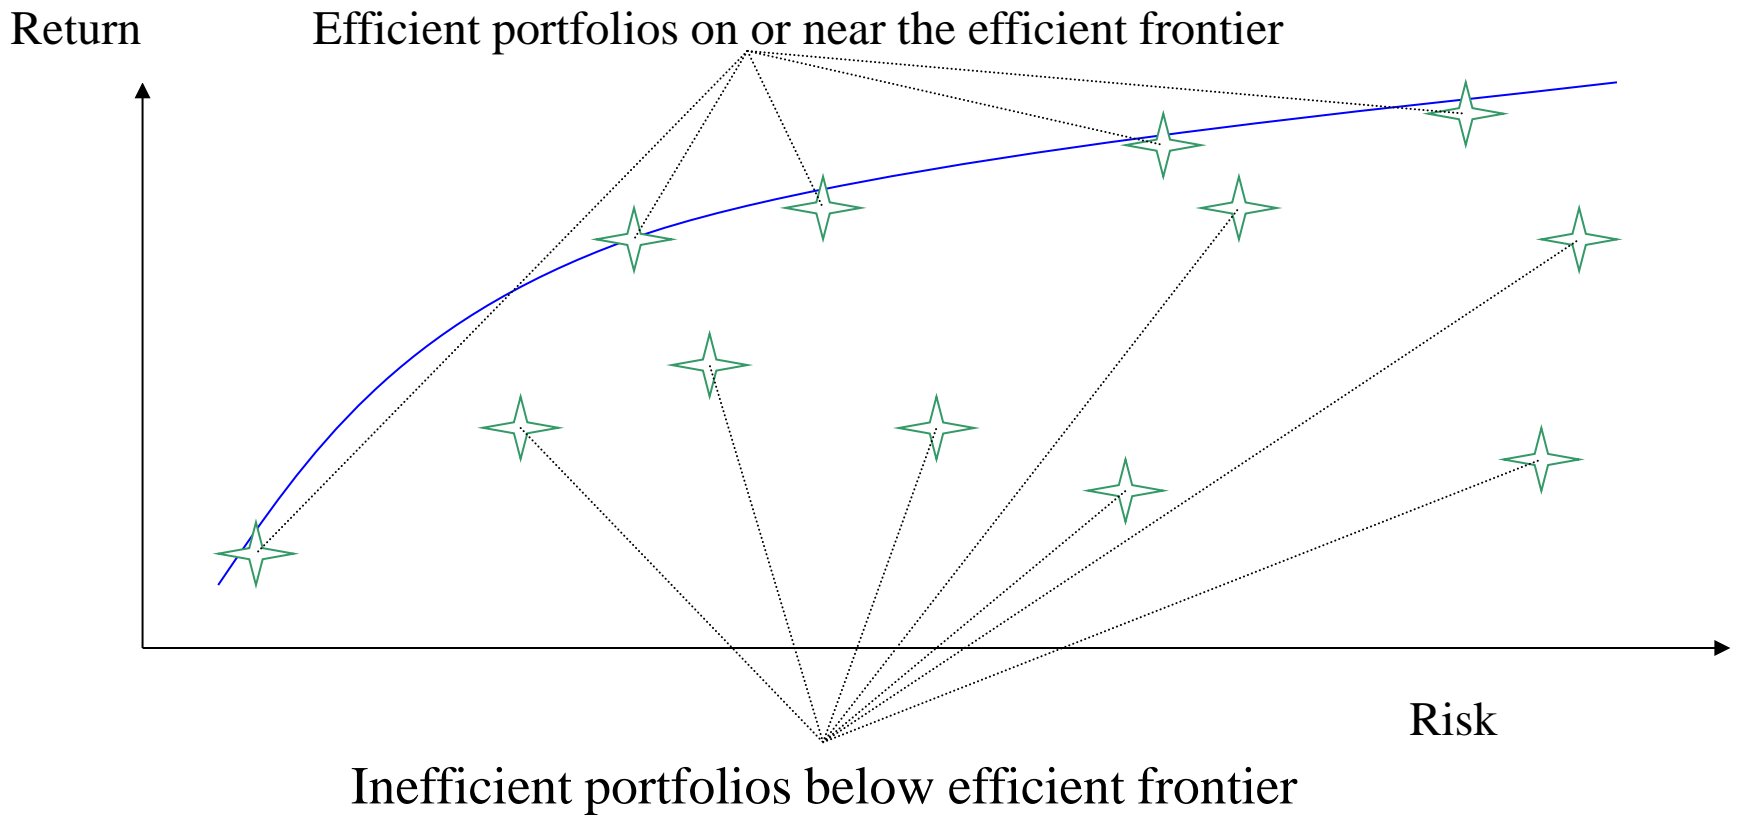 Return
Efficient portfolios on or near the efficient frontier
Risk
Inefficient portfolios below efficient frontier